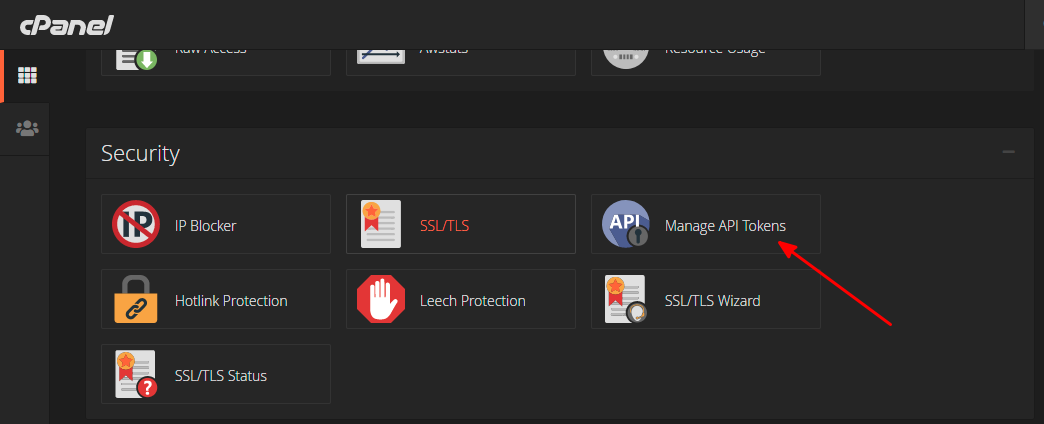 cPanel
Raw Access
Awstats
Resource Usage
Security
IP
IP Blocker
SSL/TLS
API
Manage API Tokens
Hotlink Protection
Leech Protection
SSL/TLS Wizard
?
SSL/TLS Status